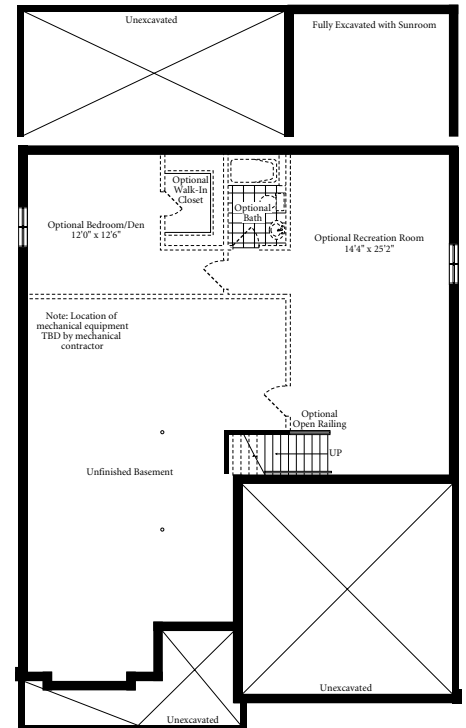 Unexcavated
Fully Excavated with Sunroom
Optional
Walk-In
Closet
Optional
Bath
Optional Bedroom/Den
12'0" x 12'6"
Optional Recreation Room
14'4" x 25'2"
Note: Location of
mechanical equipment
TBD by mechanical
contractor
Optional
Open Railing
UP
Unfinished Basement
Unexcavated
Unexcavated